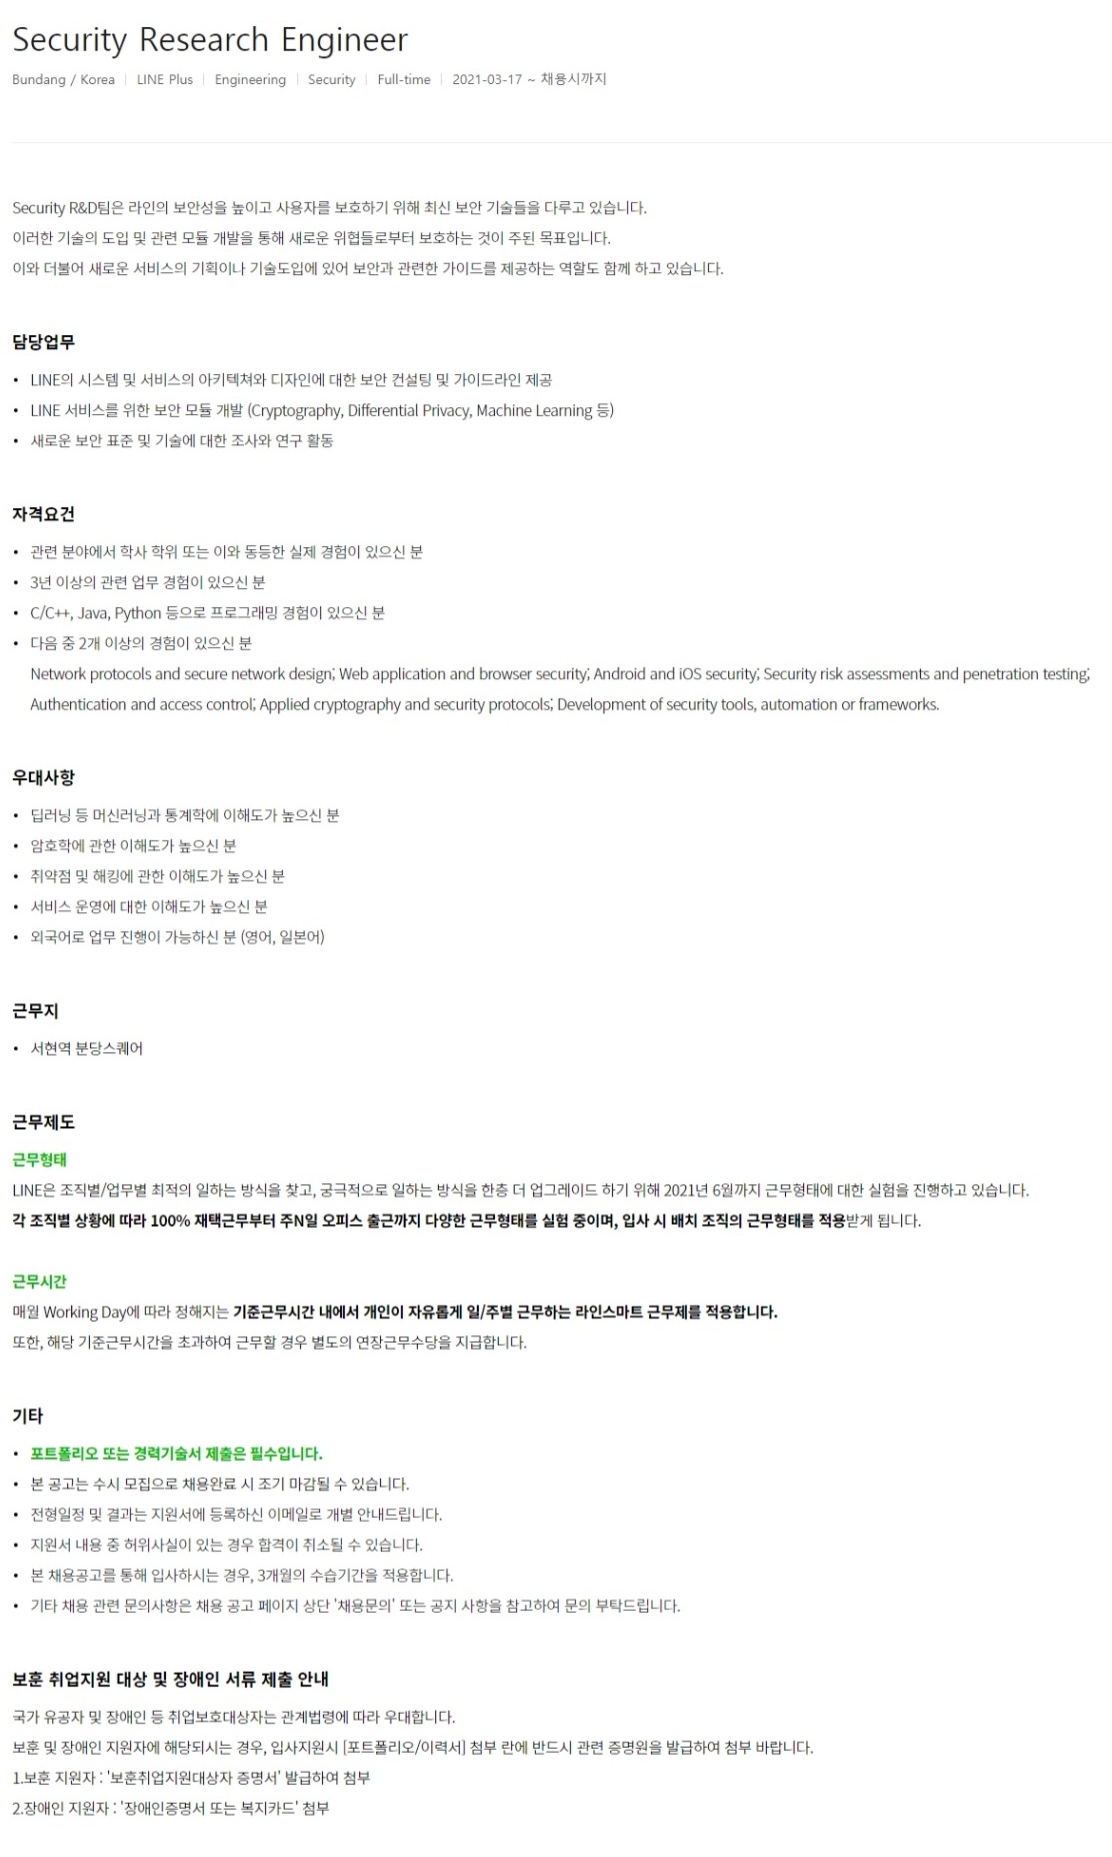 Security Research Engineer
Bundang / Korea | LINE Plus | Engineering | Security | Full-time | 2021-03-17 ~ 채용시까지
Security R&D팀은 라인의 보안성을 높이고 사용자를 보호하기 위해 최신 보안 기술들을 다루고 있습니다.
이러한 기술의 도입 및 관련 모듈 개발을 통해 새로운 위협들로부터 보호하는 것이 주된 목표입니다.
이와 더불어 새로운 서비스의 기획이나 기술도입에 있어 보안과 관련한 가이드를 제공하는 역할도 함께 하고 있습니다.
담당업무
• LINE의 시스템 및 서비스의 아키텍쳐와 디자인에 대한 보안 컨설팅 및 가이드라인 제공
• LINE 서비스를 위한 보안 모듈 개발 (Cryptography, Differential Privacy, Machine Learning 등)
• 새로운 보안 표준 및 기술에 대한 조사와 연구 활동
자격요건
• 관련 분야에서 학사 학위 또는 이와 동등한 실제 경험이 있으신 분
• 3년 이상의 관련 업무 경험이 있으신 분
• C/C++, Java, Python 등으로 프로그래밍 경험이 있으신 분
• 다음 중 2개 이상의 경험이 있으신 분
Network protocols and secure network design; Web application and browser security; Android and iOS security; Security risk assessments and penetration testing;
Authentication and access control; Applied cryptography and security protocols; Development of security tools, automation or frameworks.
우대사항
• 딥러닝 등 머신러닝과 통계학에 이해도가 높으신 분
• 암호학에 관한 이해도가 높으신 분
• 취약점 및 해킹에 관한 이해도가 높으신 분
• 서비스 운영에 대한 이해도가 높으신 분
• 외국어로 업무 진행이 가능하신 분 (영어, 일본어)
근무지
• 서현역 분당스퀘어
근무제도
근무형태
LINE은 조직별/업무별 최적의 일하는 방식을 찾고, 궁극적으로 일하는 방식을 한층 더 업그레이드 하기 위해 2021년 6월까지 근무형태에 대한 실험을 진행하고 있습니다.
각 조직별 상황에 따라 100% 재택근무부터 주N일 오피스 출근까지 다양한 근무형태를 실험 중이며, 입사 시 배치 조직의 근무형태를 적용받게 됩니다.
근무시간
매월 Working Day에 따라 정해지는 기준근무시간 내에서 개인이 자유롭게 일/주별 근무하는 라인스마트 근무제를 적용합니다.
또한, 해당 기준근무시간을 초과하여 근무할 경우 별도의 연장근무수당을 지급합니다.
기타
• 포트폴리오 또는 경력기술서 제출은 필수입니다.
• 본 공고는 수시 모집으로 채용완료 시 조기 마감될 수 있습니다.
• 전형일정 및 결과는 지원서에 등록하신 이메일로 개별 안내드립니다.
• 지원서 내용 중 허위사실이 있는 경우 합격이 취소될 수 있습니다.
• 본 채용공고를 통해 입사하시는 경우, 3개월의 수습기간을 적용합니다.
• 기타 채용 관련 문의사항은 채용 공고 페이지 상단 '채용문의' 또는 공지 사항을 참고하여 문의 부탁드립니다.
보훈 취업지원 대상 및 장애인 서류 제출 안내
국가 유공자 및 장애인 등 취업보호대상자는 관계법령에 따라 우대합니다.
보훈 및 장애인 지원자에 해당되시는 경우, 입사지원시 [포트폴리오/이력서] 첨부 란에 반드시 관련 증명원을 발급하여 첨부 바랍니다.
1.보훈 지원자 : '보훈취업지원대상자 증명서' 발급하여 첨부
2.장애인 지원자 : '장애인증명서 또는 복지카드' 첨부